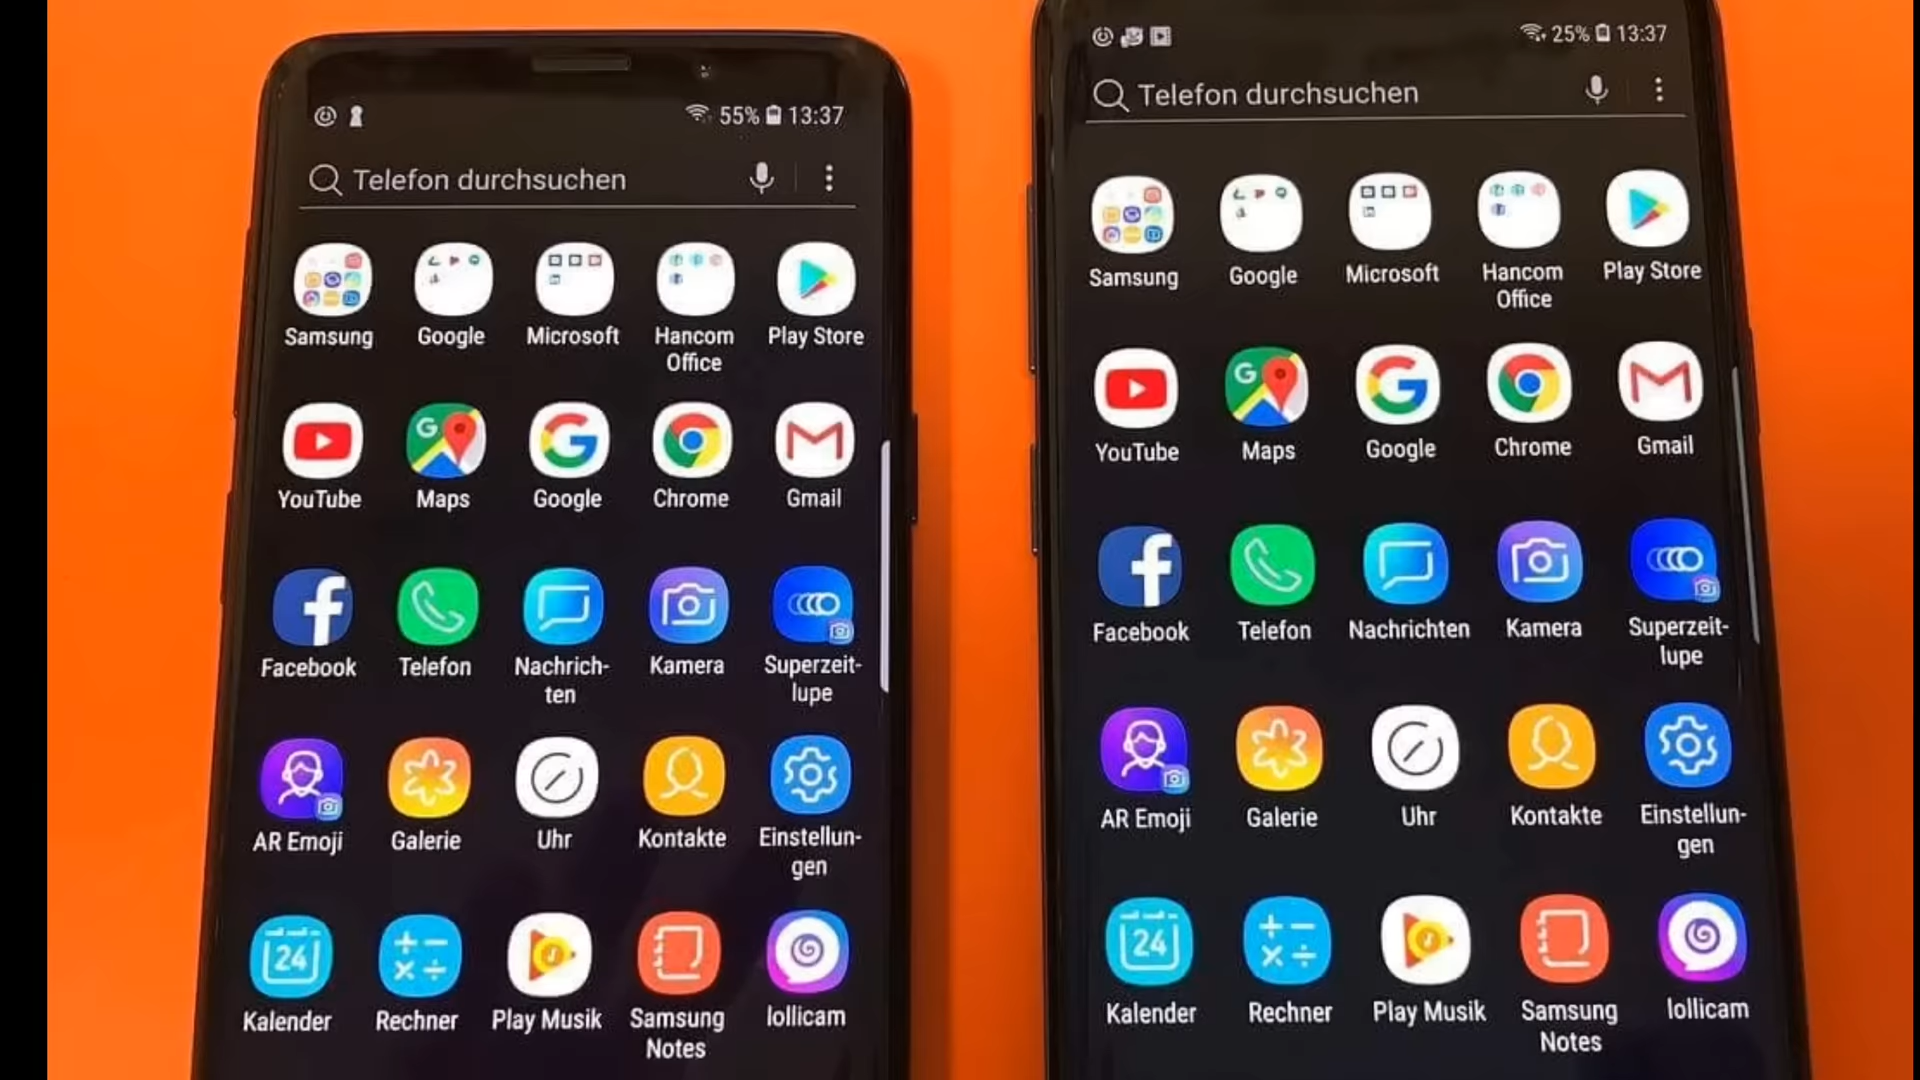 55% 13:37
Telefon durchsuchen
Samsung Google Microsoft Hancom Play Store
Office
YouTube Maps Google Chrome Gmail
Facebook Telefon Nachrich- Kamera Superzeit-
ten lupe
AR Emoji Galerie Uhr Kontakte Einstellun-
gen
24
Kalender Rechner Play Musik Samsung lollicam
Notes
25% 13:37
Telefon durchsuchen
Samsung Google Microsoft Hancom Play Store
Office
YouTube Maps Google Chrome Gmail
Facebook Telefon Nachrichten Kamera Superzeit-
lupe
AR Emoji Galerie Uhr Kontakte Einstellun-
gen
24
Kalender Rechner Play Musik Samsung lollicam
Notes